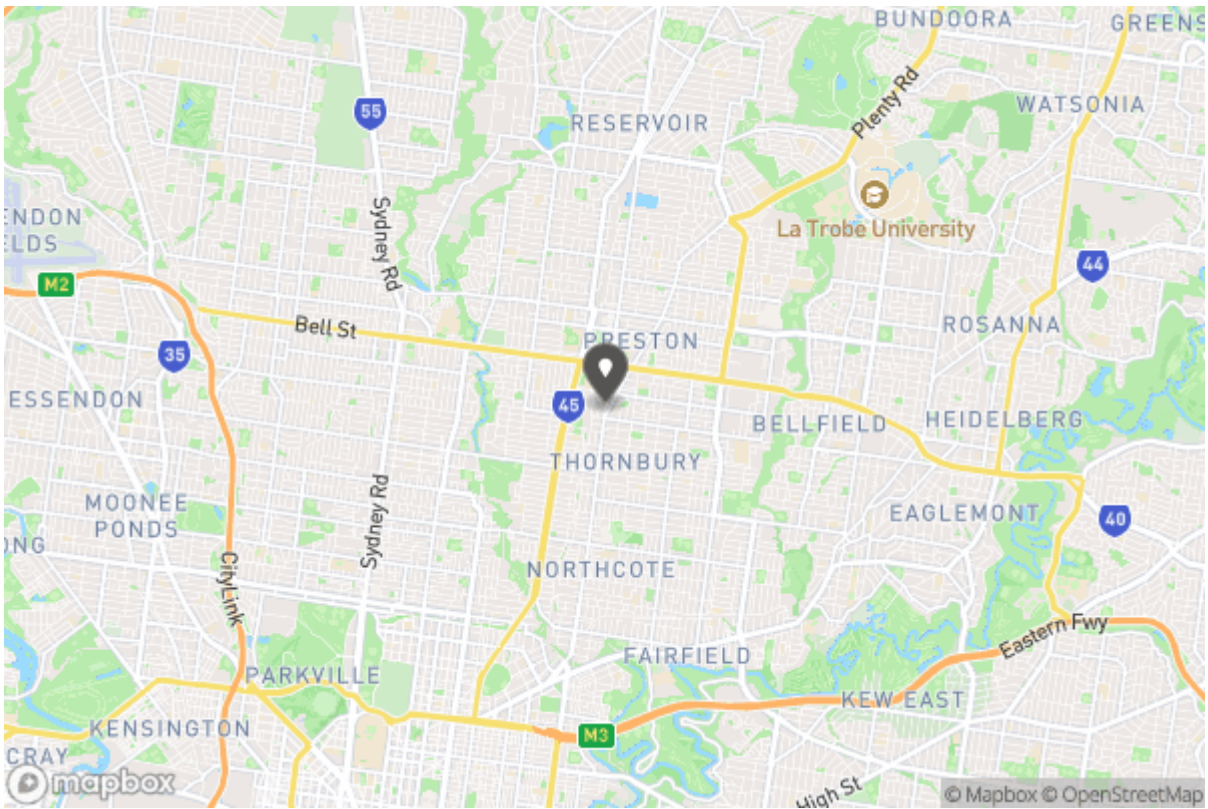 BUNDOORA
GREENS
Plenty Rd
WATSONIA
55
RESERVOIR
La Trobe University
ENDON
ELDS
Sydney Rd
M2
44
Bell St
ROSANNA
PRESTON
35
ESSENDON
45
BELLFIELD
HEIDELBERG
THORNBURY
MOONEE
PONDS
Sydney Rd
EAGLEMONT
40
ONG
NORTHCOTE
CityLink
Eastern Fwy
FAIRFIELD
PARKVILLE
KEW EAST
KENSINGTON
M3
CRAY
mapbox
High St
© Mapbox © OpenStreetMap